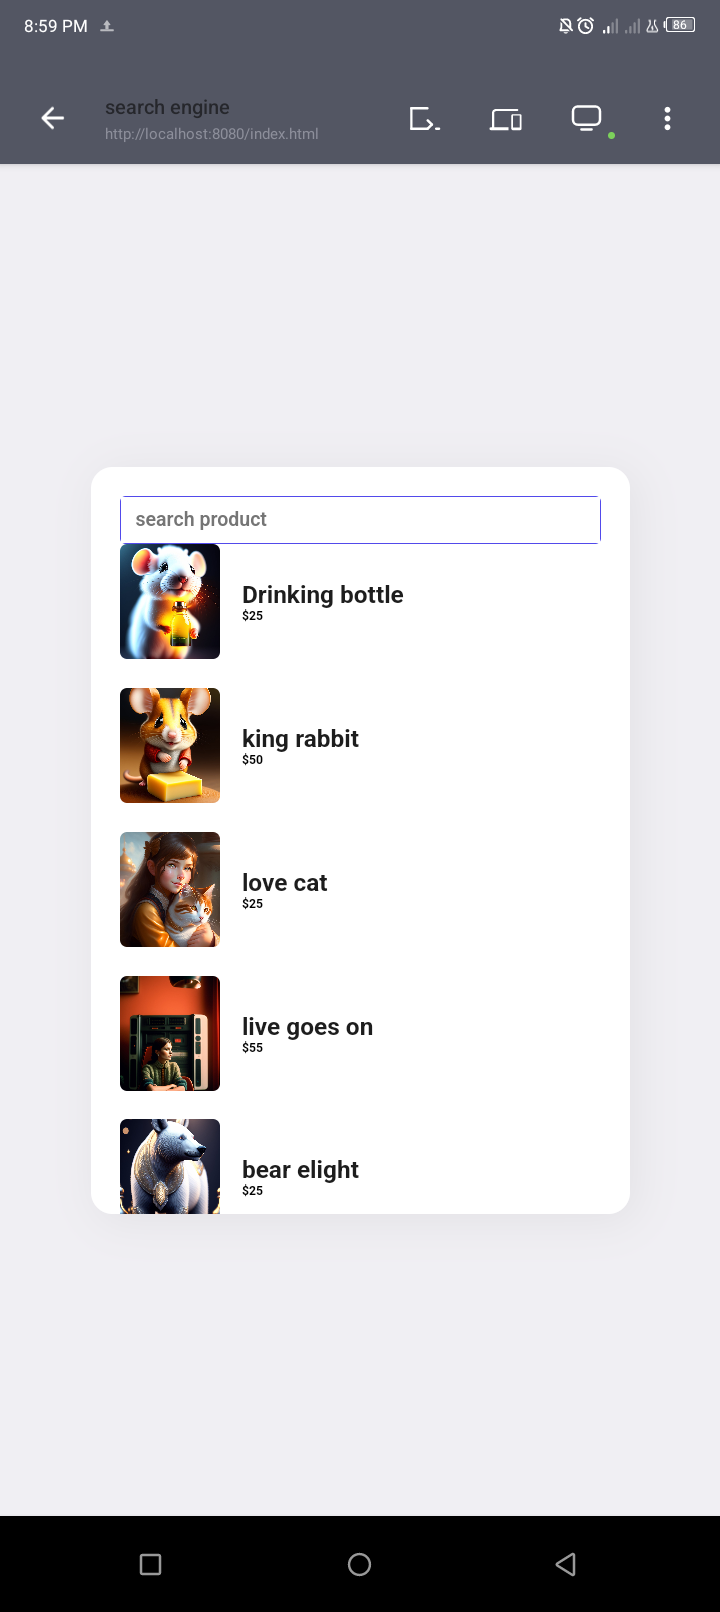 8:59 PM
86
search engine
http://localhost:8080/index.html
search product
Drinking bottle
$25
king rabbit
$50
love cat
$25
live goes on
$55
bear elight
$25